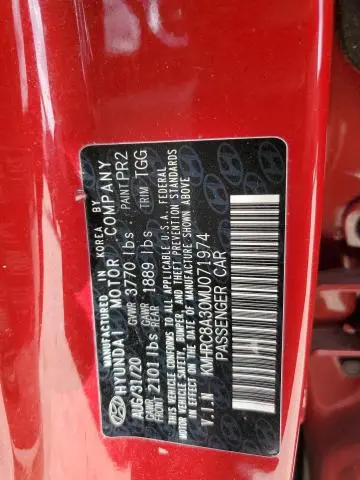 MANUFACTURED IN KOREA BY
HYUNDAI MOTOR COMPANY
AUG/31/20 GVWR 3770 lbs PAINT PR2
GAWR FRONT 2101 lbs GAWR REAR 1889 lbs TRIM TGG
THIS VEHICLE CONFORMS TO ALL APPLICABLE U.S.A. FEDERAL
MOTOR VEHICLE SAFETY, BUMPER, AND THEFT PREVENTION STANDARDS
IN EFFECT ON THE DATE OF MANUFACTURE SHOWN ABOVE.
V.I.N KMHRC8A30MU071974
PASSENGER CAR